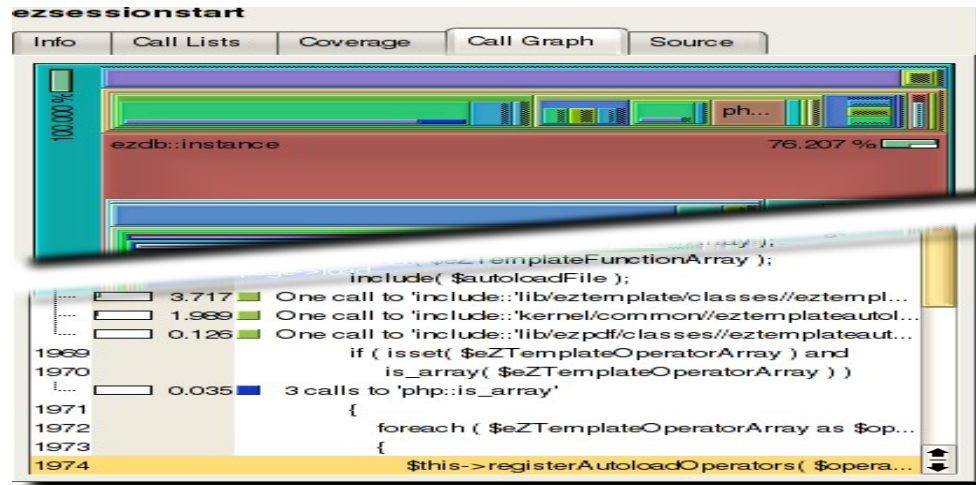 ezsessionstart
Info Call Lists Coverage Call Graph Source
100.000 %
ph...
ezdb::instance 76.207 %
$eZTemplateFunctionArray );
include( $autoloadFile );
3.717 One call to 'include::'lib/eztemplate/classes//eztempl...
1.989 One call to 'include::'kernel/common//eztemplateautol...
0.126 One call to 'include::'lib/ezpdf/classes//eztemplateaut...
1969 if ( isset( $eZTemplateOperatorArray ) and
1970 is_array( $eZTemplateOperatorArray ) )
0.035 3 calls to 'php::is_array'
1971 {
1972 foreach ( $eZTemplateOperatorArray as $op...
1973 {
1974 $this->registerAutoloadOperators( $opera...